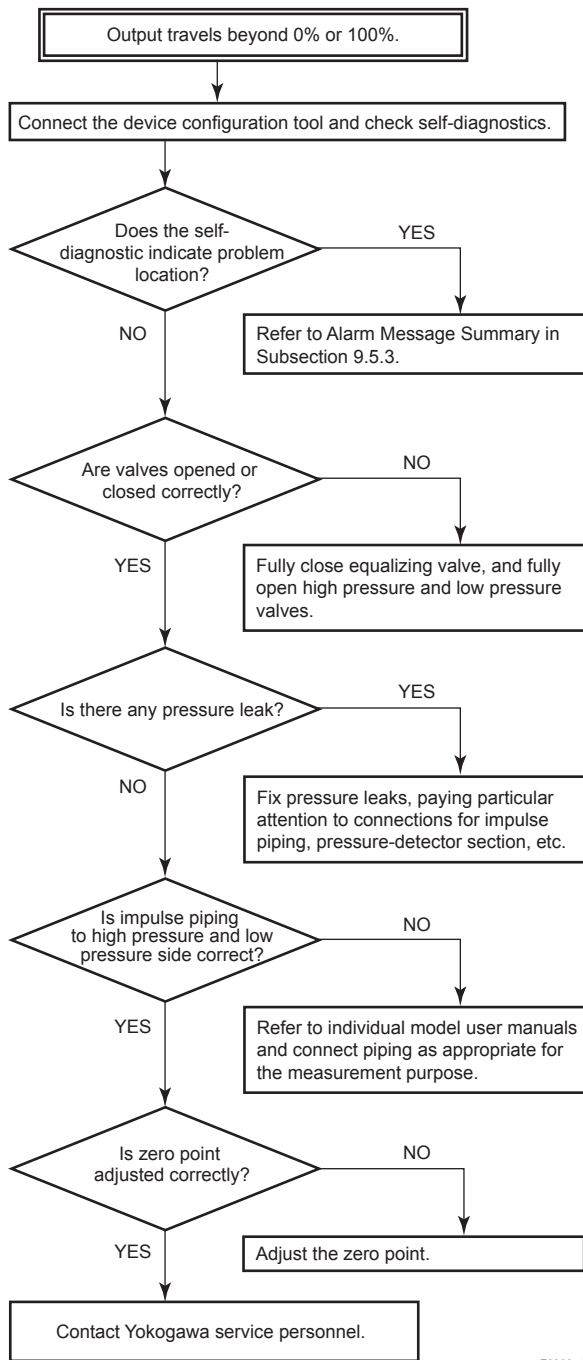 Output travels beyond 0% or 100%.
Connect the device configuration tool and check self-diagnostics.
Does the self-
diagnostic indicate problem
location?
YES
NO
Refer to Alarm Message Summary in
Subsection 9.5.3.
Are valves opened or
closed correctly?
NO
YES
Fully close equalizing valve, and fully
open high pressure and low pressure
valves.
Is there any pressure leak?
YES
NO
Fix pressure leaks, paying particular
attention to connections for impulse
piping, pressure-detector section, etc.
Is impulse piping
to high pressure and low
pressure side correct?
NO
YES
Refer to individual model user manuals
and connect piping as appropriate for
the measurement purpose.
Is zero point
adjusted correctly?
NO
YES
Adjust the zero point.
Contact Yokogawa service personnel.